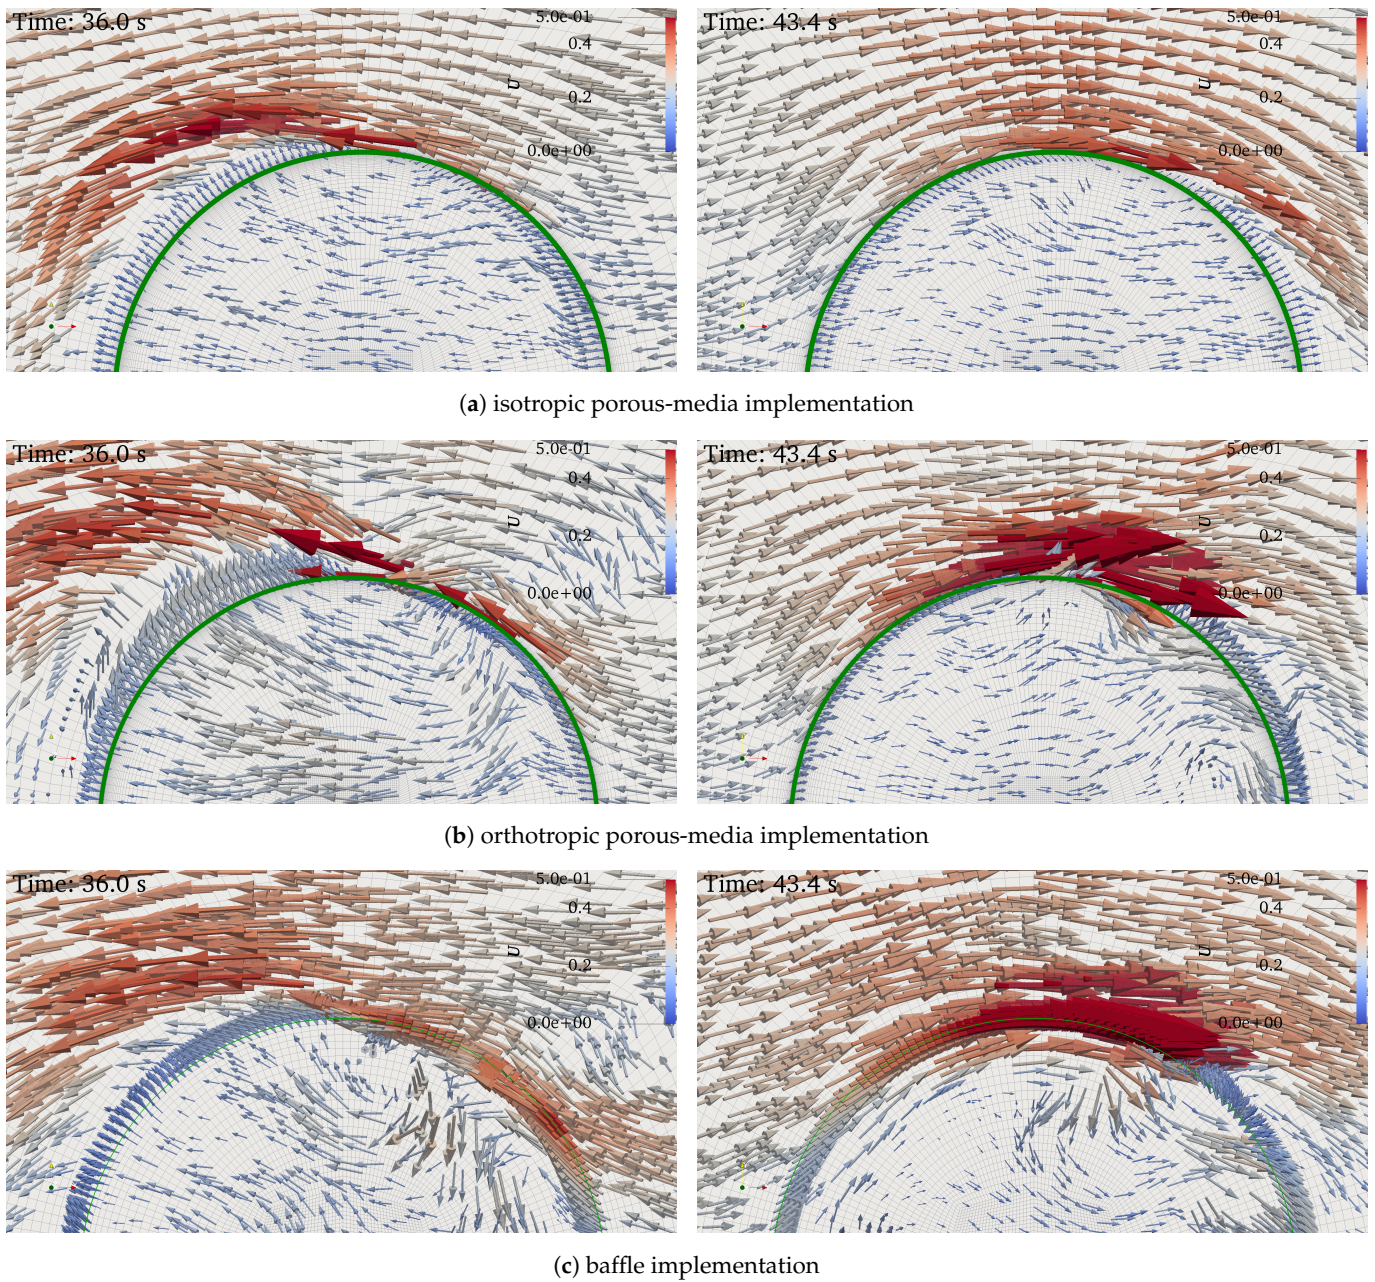 Time: 36.0 s
5.0e-01
0.4
U
0.2
0.0e+00
Time: 43.4 s
5.0e-01
0.4
U
0.2
0.0e+00
(a) isotropic porous-media implementation
Time: 36.0 s
5.0e-01
0.4
U
0.2
0.0e+00
Time: 43.4 s
5.0e-01
0.4
U
0.2
0.0e+00
(b) orthotropic porous-media implementation
Time: 36.0 s
5.0e-01
0.4
U
0.2
0.0e+00
Time: 43.4 s
5.0e-01
0.4
U
0.2
0.0e+00
(c) baffle implementation